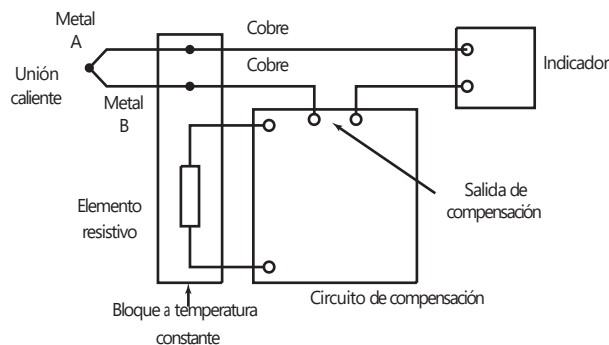 Metal
A
Cobre
Unión
caliente
Cobre
Indicador
Metal
B
Elemento
resistivo
Salida de
compensación
Bloque a temperatura
constante
Circuito de compensación